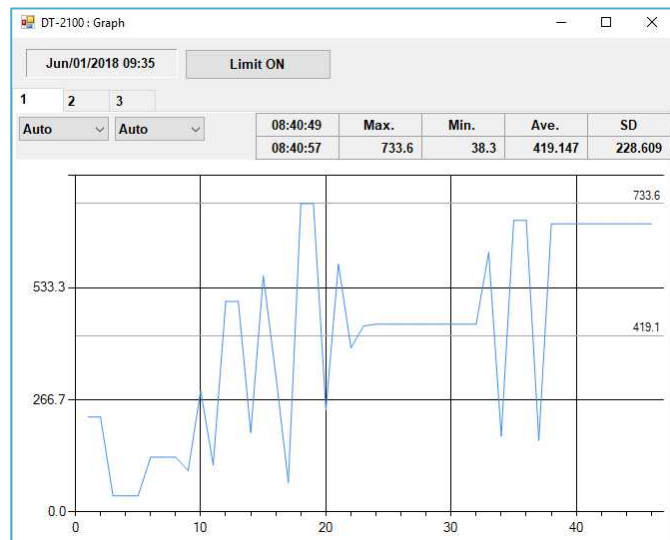 DT-2100 : Graph
Jun/01/2018 09:35 Limit ON
1 2 3
Auto Auto 08:40:49 Max. Min. Ave. SD
08:40:57 733.6 38.3 419.147 228.609
733.6
533.3
419.1
266.7
0.0
0 10 20 30 40